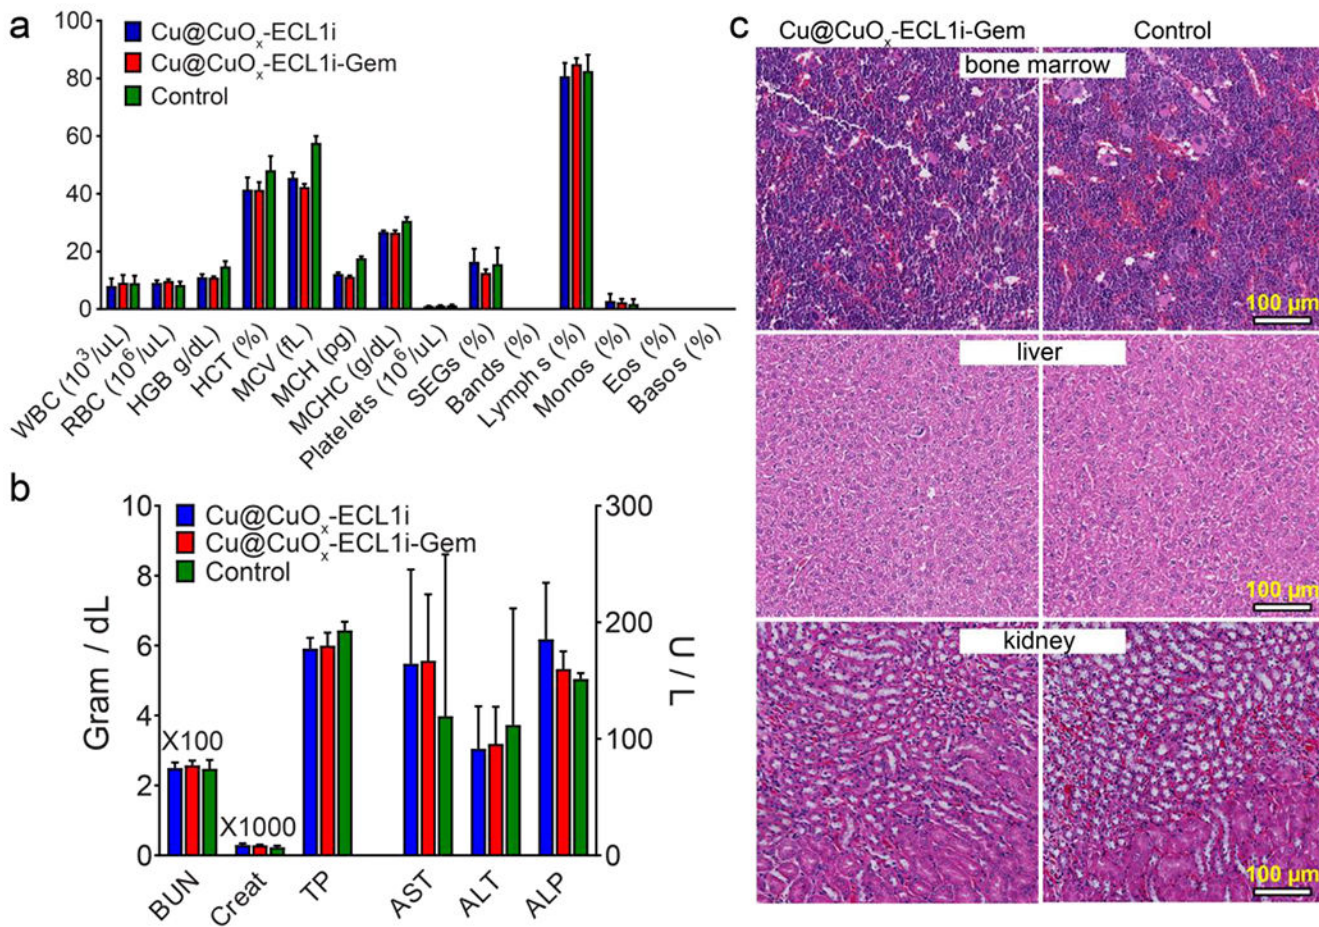 a
100
80
60
40
20
0
Cu@CuOx-ECL1i
Cu@CuOx-ECL1i-Gem
Control
WBC (10³/uL)
RBC (10⁶/uL)
HGB g/dL)
HCT (%)
MCV (fL)
MCH (pg)
MCHC (g/dL)
Platelets (10⁶/uL)
SEGs (%)
Bands (%)
Lymph s (%)
Monos (%)
Eos (%)
Basos (%)
b
Gram / dL
10
8
6
4
2
0
Cu@CuOx-ECL1i
Cu@CuOx-ECL1i-Gem
Control
X100
X1000
300
200
100
0
U / L
BUN
Creat
TP
AST
ALT
ALP
c
Cu@CuOx-ECL1i-Gem Control
bone marrow
100 µm
liver
100 µm
kidney
100 µm